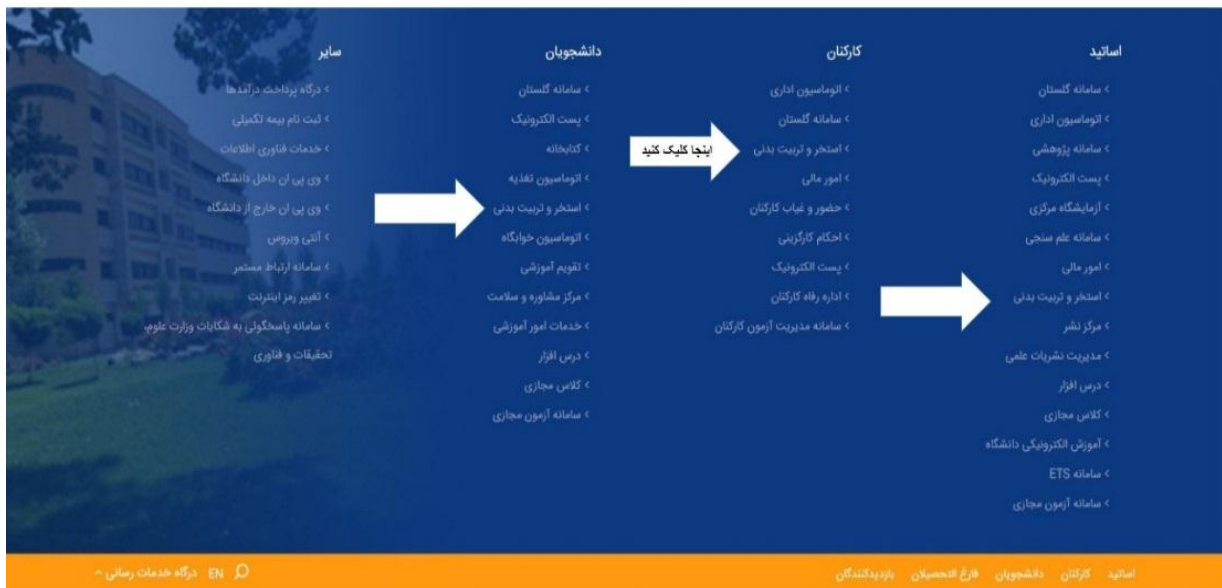 اساتید
› سامانه گلستان
› اتوماسیون اداری
› سامانه پژوهشی
› پست الکترونیک
› آزمایشگاه مرکزی
› سامانه علم سنجی
› امور مالی
› استخر و تربیت بدنی
› مرکز نشر
› مدیریت نشریات علمی
› درس افزار
› کلاس مجازی
› آموزش الکترونیکی دانشگاه
› سامانه ETS
› سامانه آزمون مجازی
کارکنان
› اتوماسیون اداری
› سامانه گلستان
› استخر و تربیت بدنی
اینجا کلیک کنید
› امور مالی
› حضور و غیاب کارکنان
› احکام کارگزینی
› پست الکترونیک
› اداره رفاه کارکنان
› سامانه مدیریت آزمون کارکنان
دانشجویان
› سامانه گلستان
› پست الکترونیک
› کتابخانه
› اتوماسیون تغذیه
› استخر و تربیت بدنی
› اتوماسیون خوابگاه
› تقویم آموزشی
› مرکز مشاوره و سلامت
› خدمات امور آموزشی
› درس افزار
› کلاس مجازی
› سامانه آزمون مجازی
سایر
› درگاه پرداخت درآمدها
› ثبت نام بیمه تکمیلی
› خدمات فناوری اطلاعات
› وی پی ان داخل دانشگاه
› وی پی ان خارج از دانشگاه
› آنتی ویروس
› سامانه ارتباط مستمر
› تغییر رمز اینترنت
› سامانه پاسخگوئی به شکایات وزارت علوم،
تحقیقات و فناوری
اساتید کارکنان دانشجویان فارغ التحصیلان بازدیدکنندگان
EN درگاه خدمات رسانی